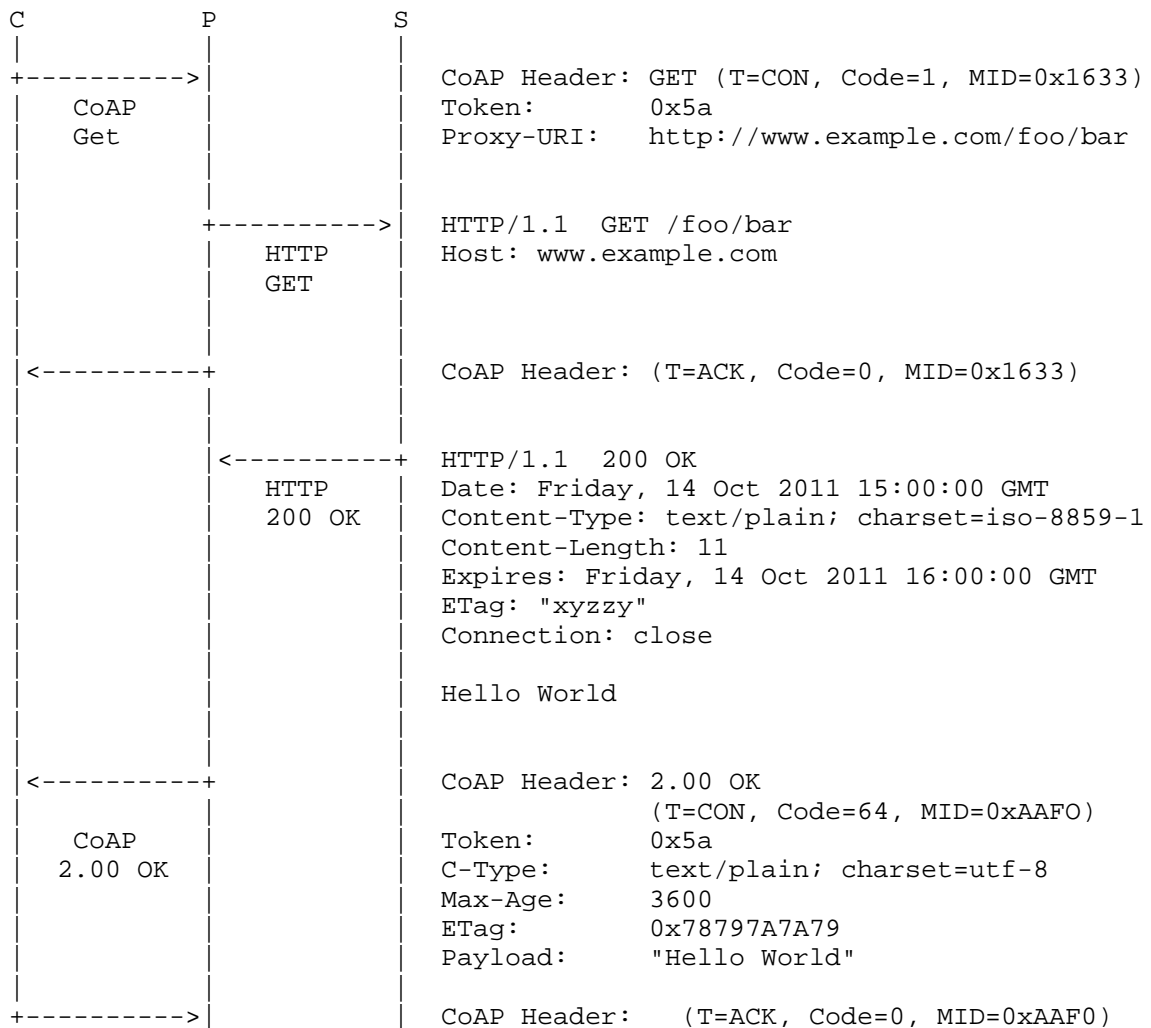 C P S
CoAP Header: GET (T=CON, Code=1, MID=0x1633)
CoAP Token: 0x5a
Get Proxy-URI: http://www.example.com/foo/bar
HTTP/1.1 GET /foo/bar
HTTP Host: www.example.com
GET
CoAP Header: (T=ACK, Code=0, MID=0x1633)
HTTP/1.1 200 OK
HTTP Date: Friday, 14 Oct 2011 15:00:00 GMT
200 OK Content-Type: text/plain; charset=iso-8859-1
Content-Length: 11
Expires: Friday, 14 Oct 2011 16:00:00 GMT
ETag: "xyzzy"
Connection: close
Hello World
CoAP Header: 2.00 OK
(T=CON, Code=64, MID=0xAAFO)
CoAP Token: 0x5a
2.00 OK C-Type: text/plain; charset=utf-8
Max-Age: 3600
ETag: 0x78797A7A79
Payload: "Hello World"
CoAP Header: (T=ACK, Code=0, MID=0xAAF0)